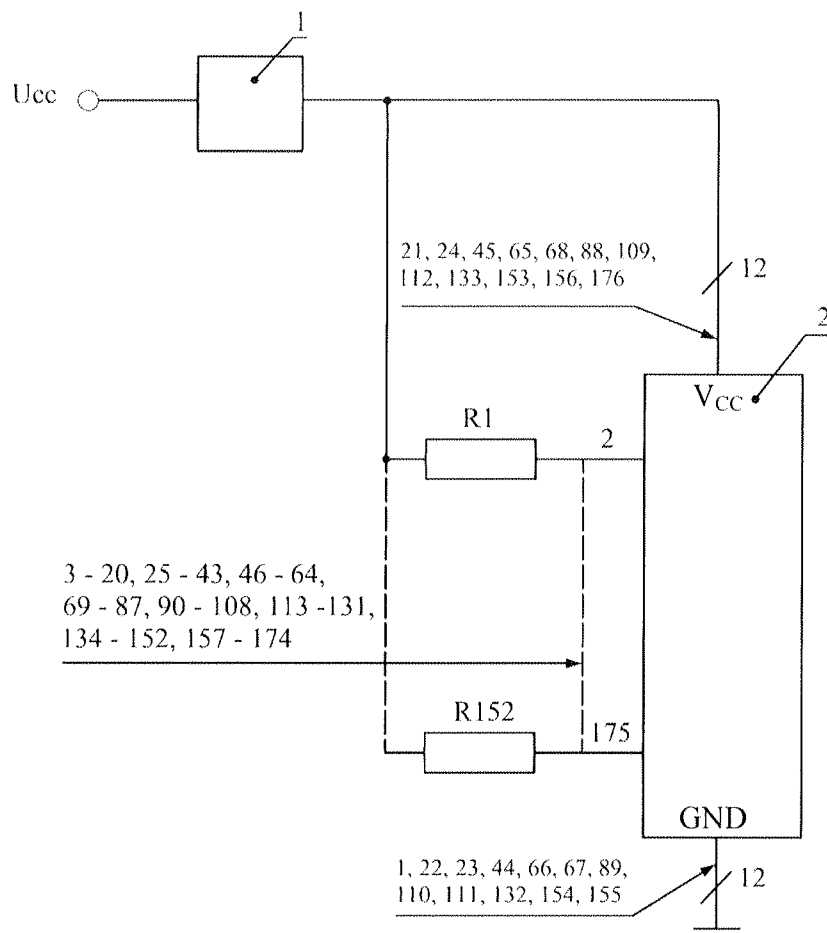 1
Ucc
21, 24, 45, 65, 68, 88, 109,
112, 133, 153, 156, 176
12
2
VCC
R1
2
3 - 20, 25 - 43, 46 - 64,
69 - 87, 90 - 108, 113 -131,
134 - 152, 157 - 174
R152
175
GND
1, 22, 23, 44, 66, 67, 89,
110, 111, 132, 154, 155
12